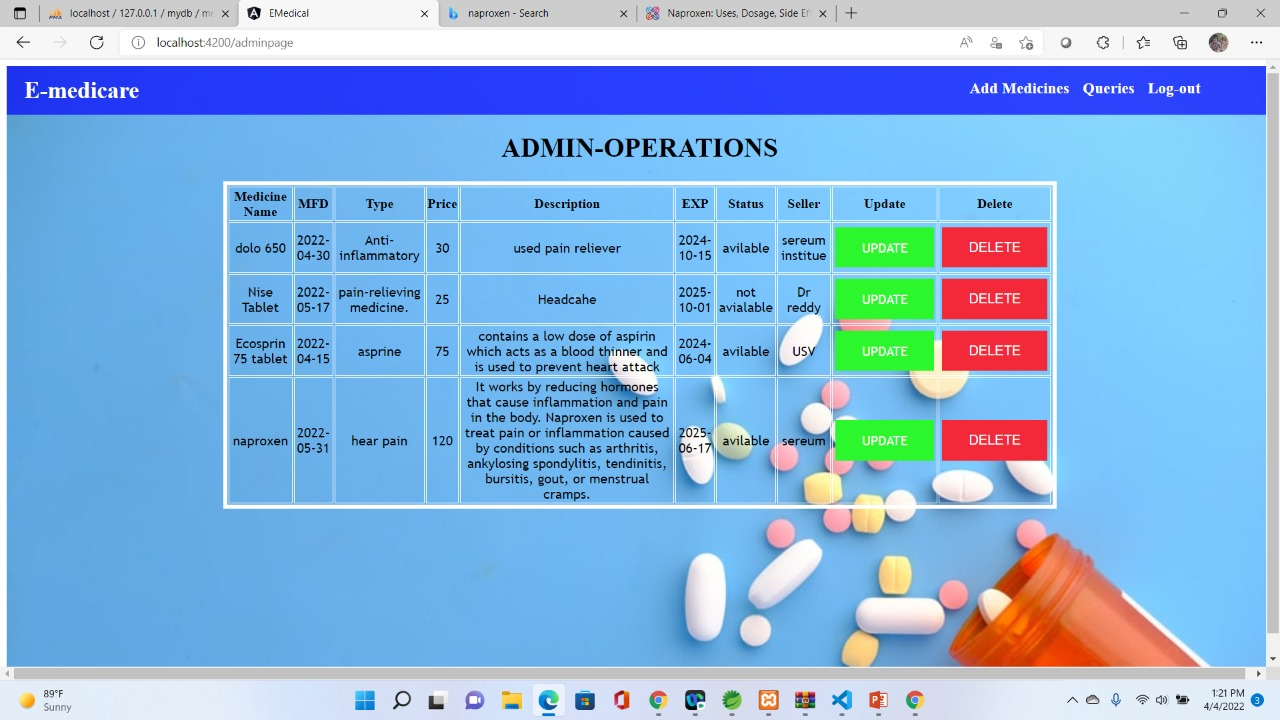 localhost / 127.0.0.1 / mydb / me
EMedical
naproxen - Search
Naproxen: Uses, Dosage, Side Eff
localhost:4200/adminpage
E-medicare
Add Medicines Queries Log-out
ADMIN-OPERATIONS
Medicine
Name
MFD
Type
Price
Description
EXP
Status
Seller
Update
Delete
dolo 650
2022-
04-30
Anti-
inflammatory
30
used pain reliever
2024-
10-15
avilable
sereum
institue
UPDATE
DELETE
Nise
Tablet
2022-
05-17
pain-relieving
medicine.
25
Headcahe
2025-
10-01
not
avialable
Dr
reddy
UPDATE
DELETE
Ecosprin
75 tablet
2022-
04-15
asprine
75
contains a low dose of aspirin
which acts as a blood thinner and
is used to prevent heart attack
2024-
06-04
avilable
USV
UPDATE
DELETE
naproxen
2022-
05-31
hear pain
120
It works by reducing hormones
that cause inflammation and pain
in the body. Naproxen is used to
treat pain or inflammation caused
by conditions such as arthritis,
ankylosing spondylitis, tendinitis,
bursitis, gout, or menstrual
cramps.
2025-
06-17
avilable
sereum
UPDATE
DELETE
89°F
Sunny
1:21 PM
4/4/2022
3